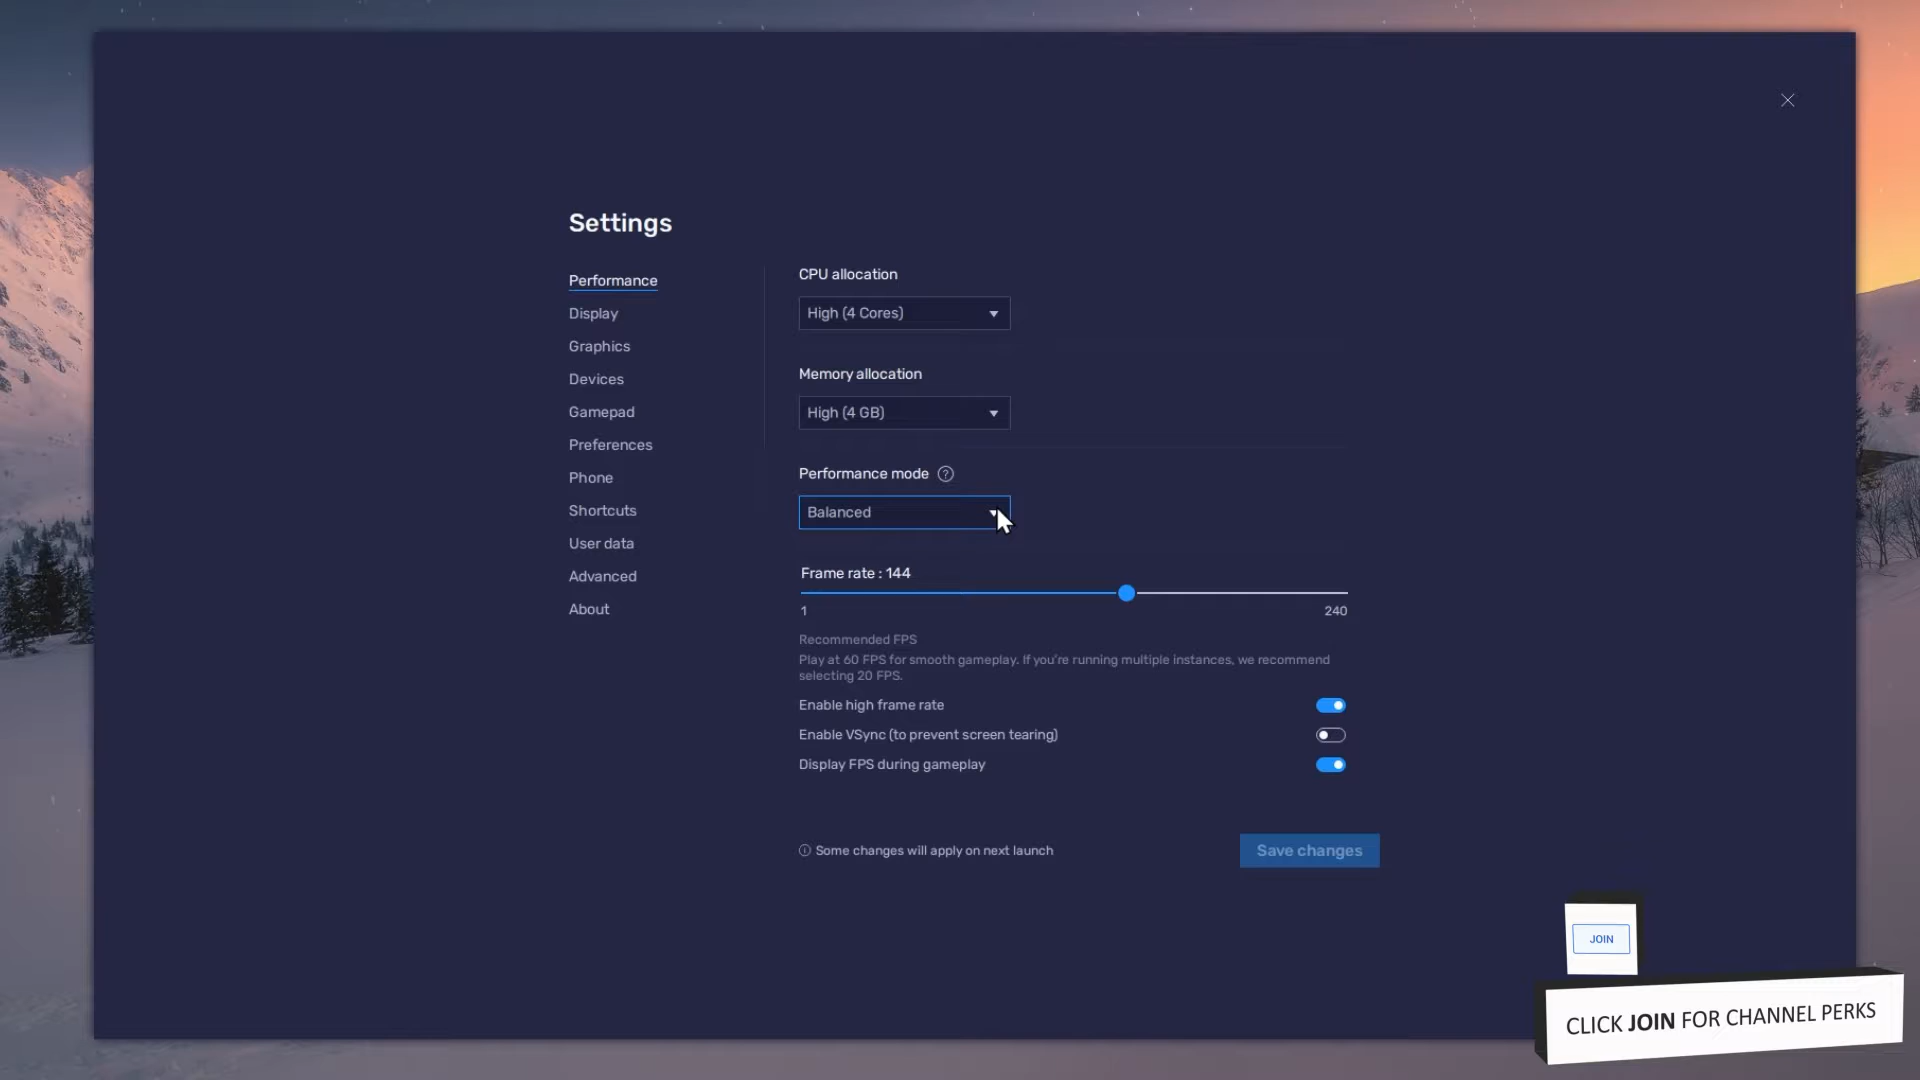 Settings
Performance
Display
Graphics
Devices
Gamepad
Preferences
Phone
Shortcuts
User data
Advanced
About
CPU allocation
High (4 Cores)
Memory allocation
High (4 GB)
Performance mode ?
Balanced
Frame rate : 144
1 240
Recommended FPS
Play at 60 FPS for smooth gameplay. If you're running multiple instances, we recommend
selecting 20 FPS.
Enable high frame rate
Enable VSync (to prevent screen tearing)
Display FPS during gameplay
Some changes will apply on next launch
Save changes
JOIN
CLICK JOIN FOR CHANNEL PERKS